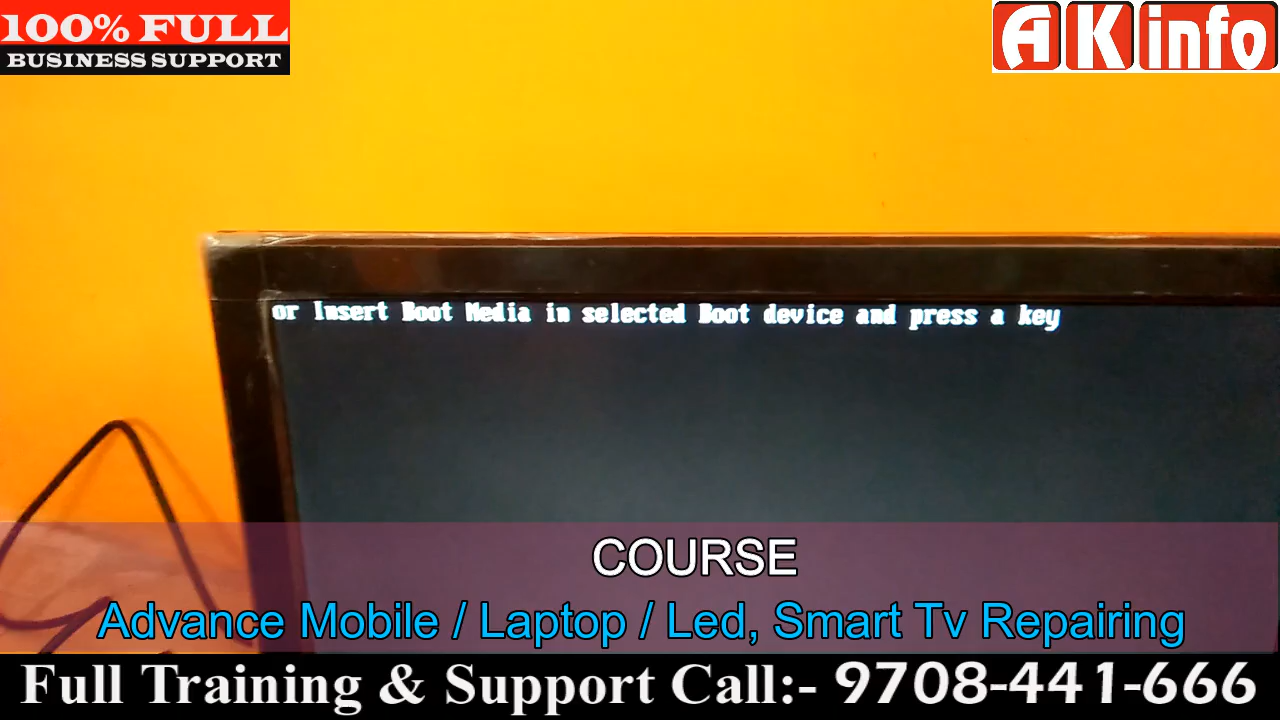 100% FULL
BUSINESS SUPPORT
AKinfo
or Insert Boot Media in selected Boot device and press a key
COURSE
Advance Mobile / Laptop / Led, Smart Tv Repairing
Full Training & Support Call:- 9708-441-666